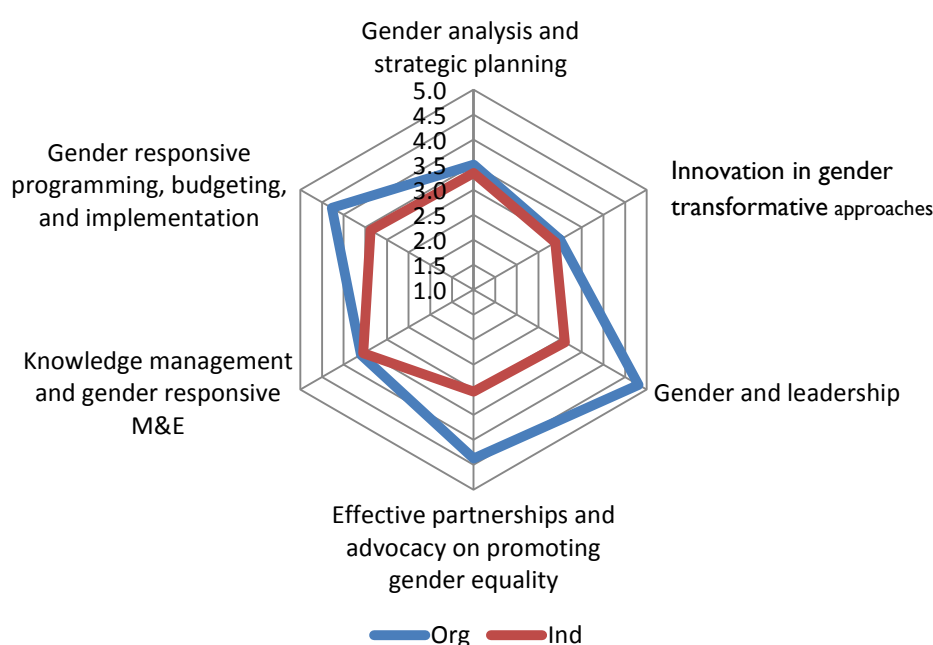 Gender analysis and
strategic planning
5.0
4.5
4.0
3.5
3.0
2.5
2.0
1.5
1.0
Innovation in gender
transformative approaches
Gender and leadership
Effective partnerships and
advocacy on promoting
gender equality
Knowledge management
and gender responsive
M&E
Gender responsive
programming, budgeting,
and implementation
Org
Ind